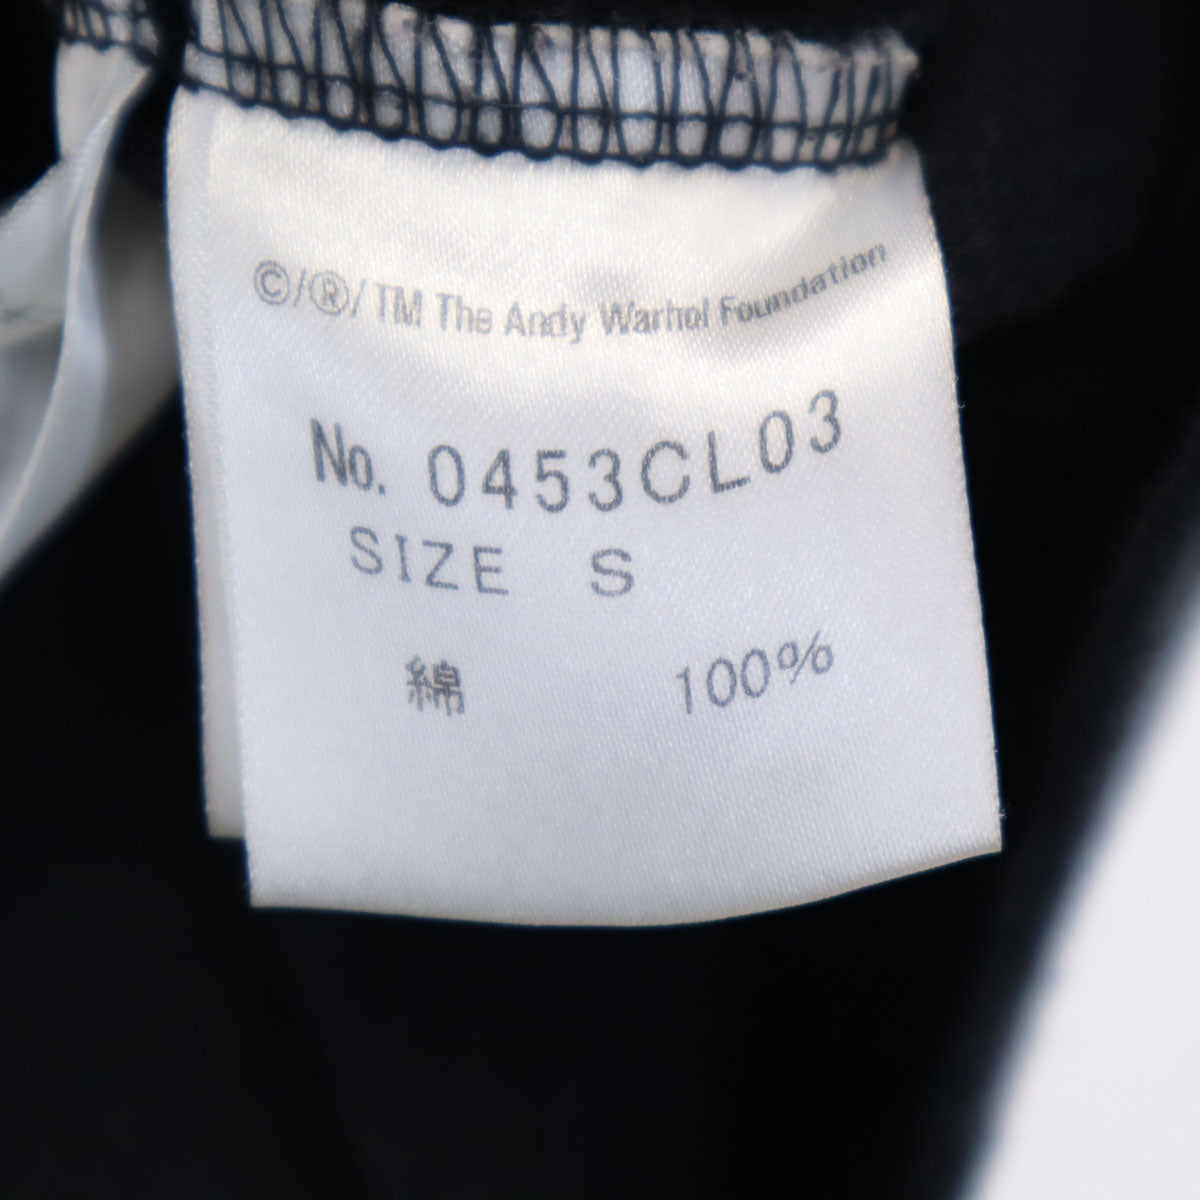 ©/®/TM The Andy Warhol Foundation
No. 0453CL03
SIZE S
綿 100%